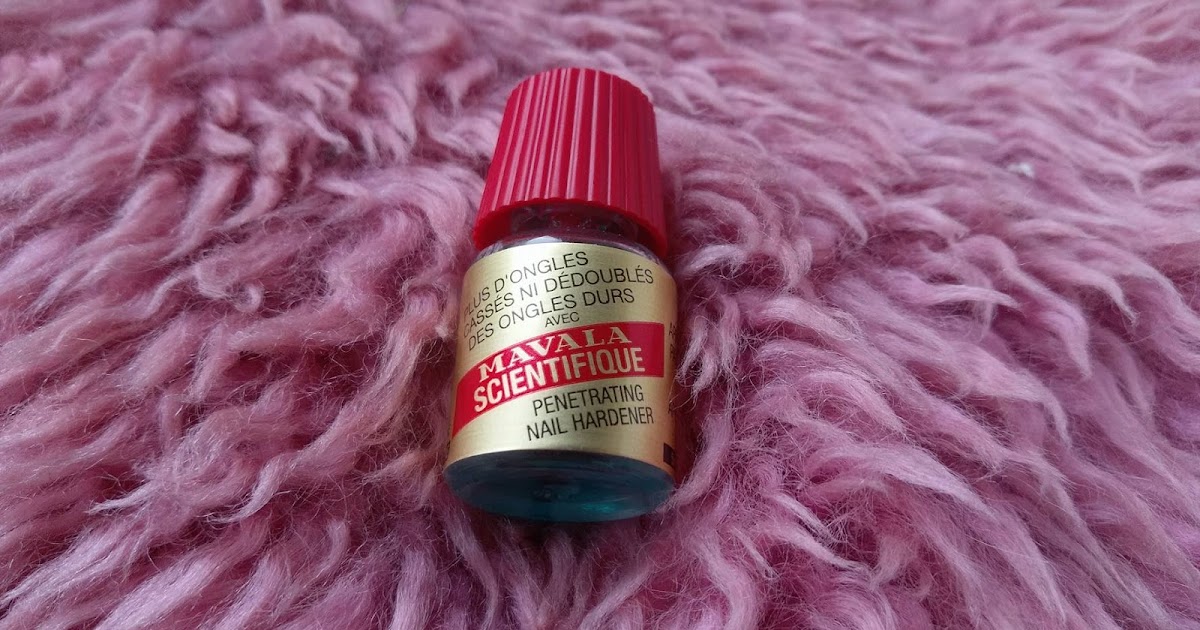 PLUS D'ONGLES
CASSÉS NI DÉDOUBLÉS
DES ONGLES DURS
AVEC
MAVALA
SCIENTIFIQUE
PENETRATING
NAIL HARDENER